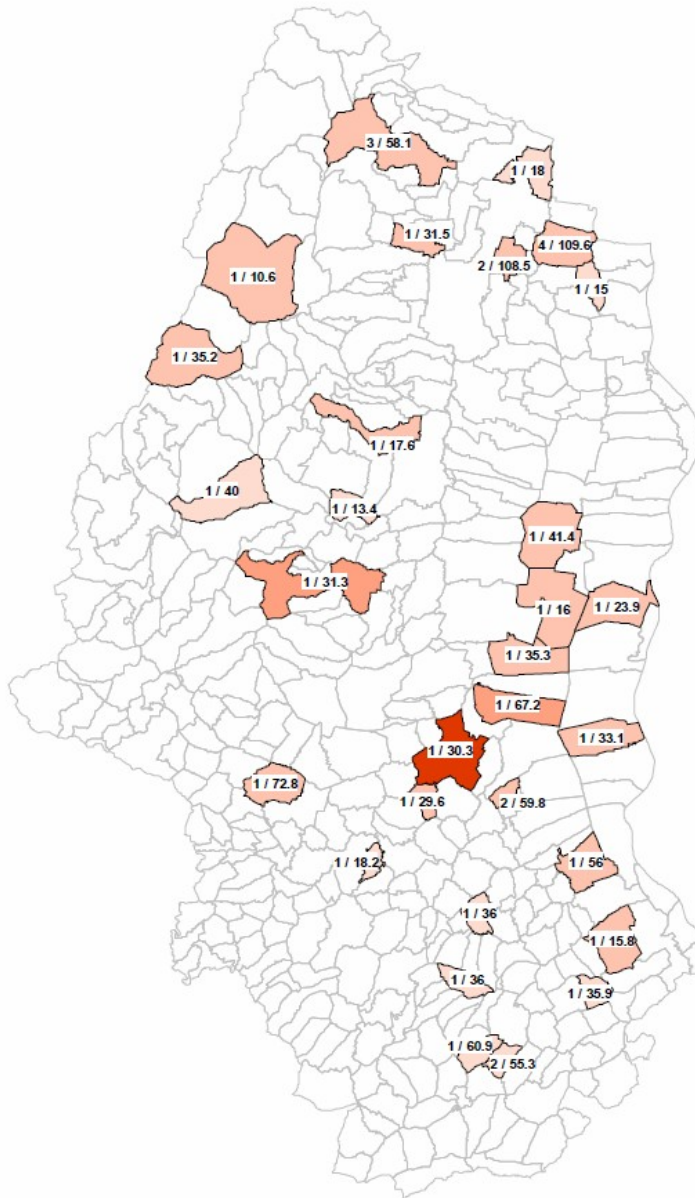 3 / 58.1
1 / 18
1 / 31.5
4 / 109.6
2 / 108.5
1 / 10.6
1 / 15
1 / 35.2
1 / 17.6
1 / 40
1 / 13.4
1 / 41.4
1 / 31.3
1 / 16
1 / 23.9
1 / 35.3
1 / 67.2
1 / 33.1
1 / 30.3
1 / 72.8
1 / 29.6
2 / 59.8
1 / 18.2
1 / 56
1 / 36
1 / 15.8
1 / 36
1 / 35.9
1 / 60.9
2 / 55.3